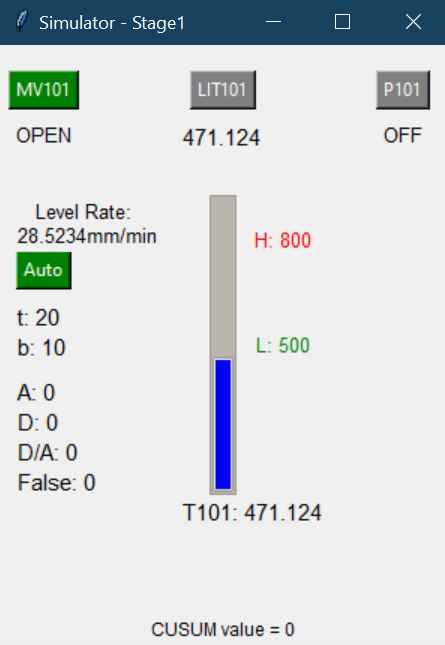 Simulator - Stage1
MV101 LIT101 P101
OPEN 471.124 OFF
Level Rate:
28.5234mm/min
H: 800
Auto
t: 20
b: 10
L: 500
A: 0
D: 0
D/A: 0
False: 0
T101: 471.124
CUSUM value = 0